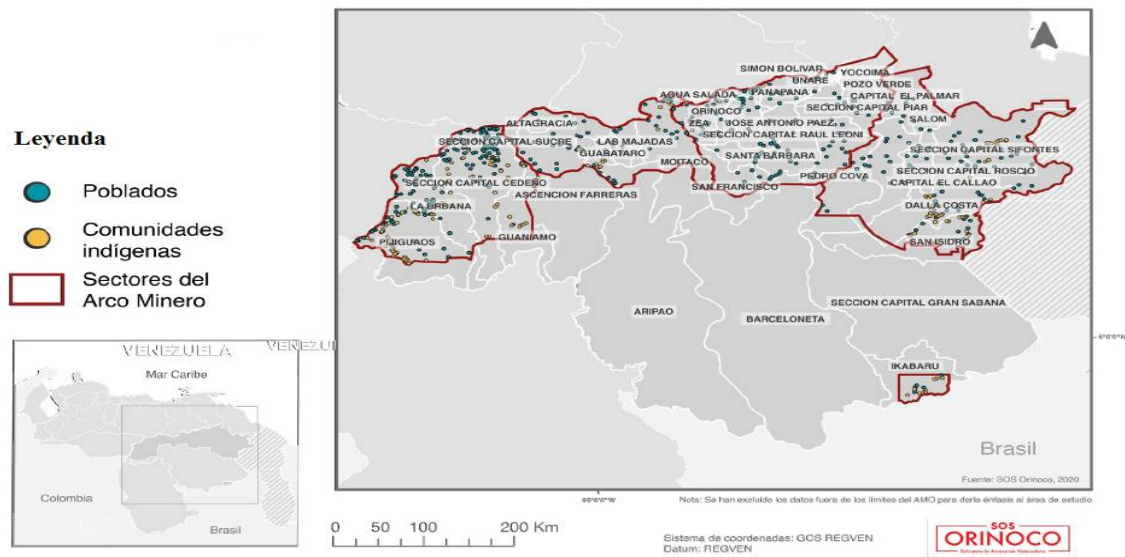 Leyenda
Poblados
Comunidades
indígenas
Sectores del
Arco Minero
VENEZUELA
VENEZU
Mar Caribe
Colombia
Brasil
SIMON BOLIVAR
YOCOIMA
UNARE
POZO VERDE
AGUA SALADA
PANAPANA
CAPITAL EL PALMAR
ORINOCO
SECCION CAPITAL PIAR
ALTAGRACIA
ZEA
JOSE ANTONIO PAEZ
SALOM
SECCION CAPITAL SUCRE
LAS MAJADAS
SECCION CAPITAL RAUL LEONI
GUARATARO
SANTA BARBARA
SECCION CAPITAL SIFONTES
MOITACO
SECCION CAPITAL CEDEÑO
PEDRO COVA
SECCION CAPITAL ROSCIO
ASCENCION FARRERAS
SAN FRANCISCO
CAPITAL EL CALLAO
LA URBANA
DALLA COSTA
PIJIGUAOS
GUANIAMO
SAN ISIDRO
ARIPAO
BARCELONETA
SECCION CAPITAL GRAN SABANA
IKABARU
Brasil
Fuente: SOS Orinoco, 2020
Nota: Se han excluido los datos fuera de los límites del AMO para darle énfasis al área de estudio
0 50 100 200 Km
Sistema de coordenadas: GCS REGVEN
Datum: REGVEN
SOS
ORINOCO